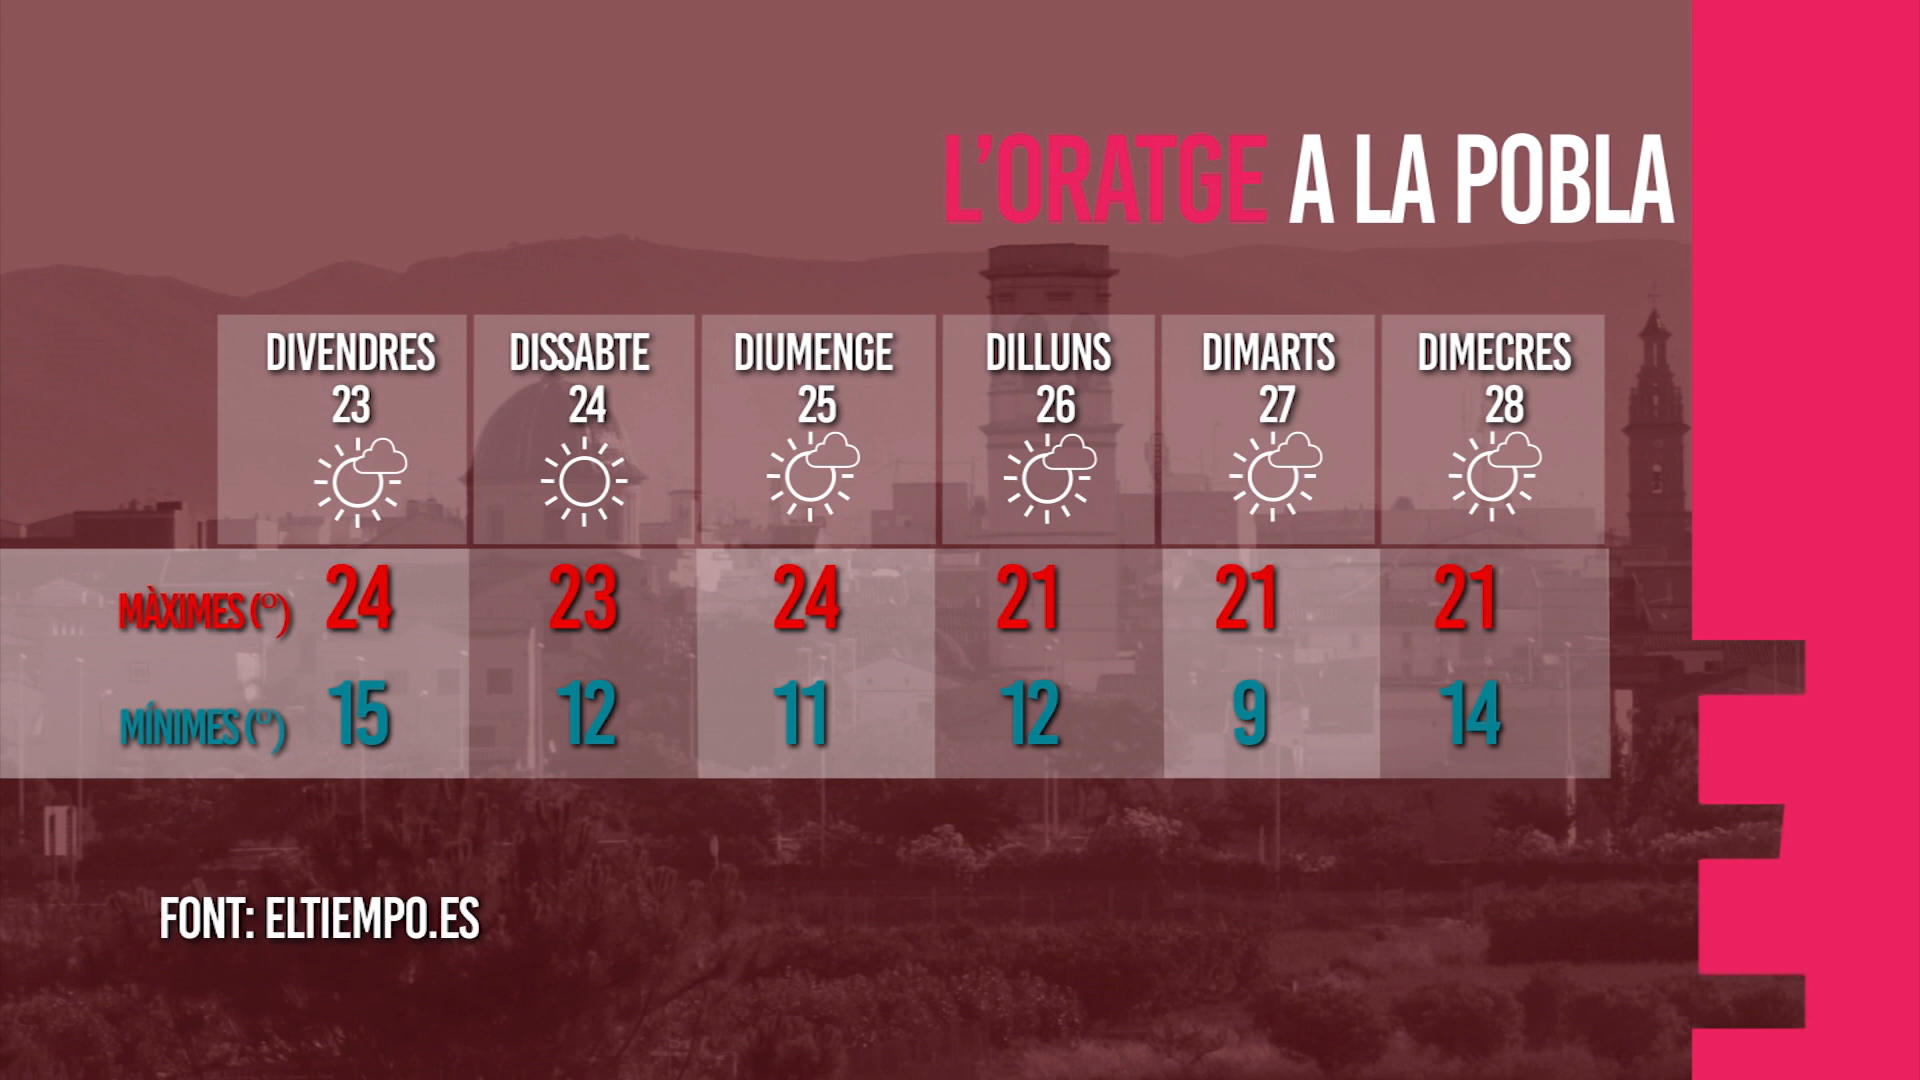 L'ORATGE A LA POBLA
DIVENDRES DISSABTE DIUMENGE DILLUNS DIMARTS DIMECRES
23 24 25 26 27 28
MÀXIMES (º) 24 23 24 21 21 21
MÍNIMES (º) 15 12 11 12 9 14
FONT: ELTIEMPO.ES